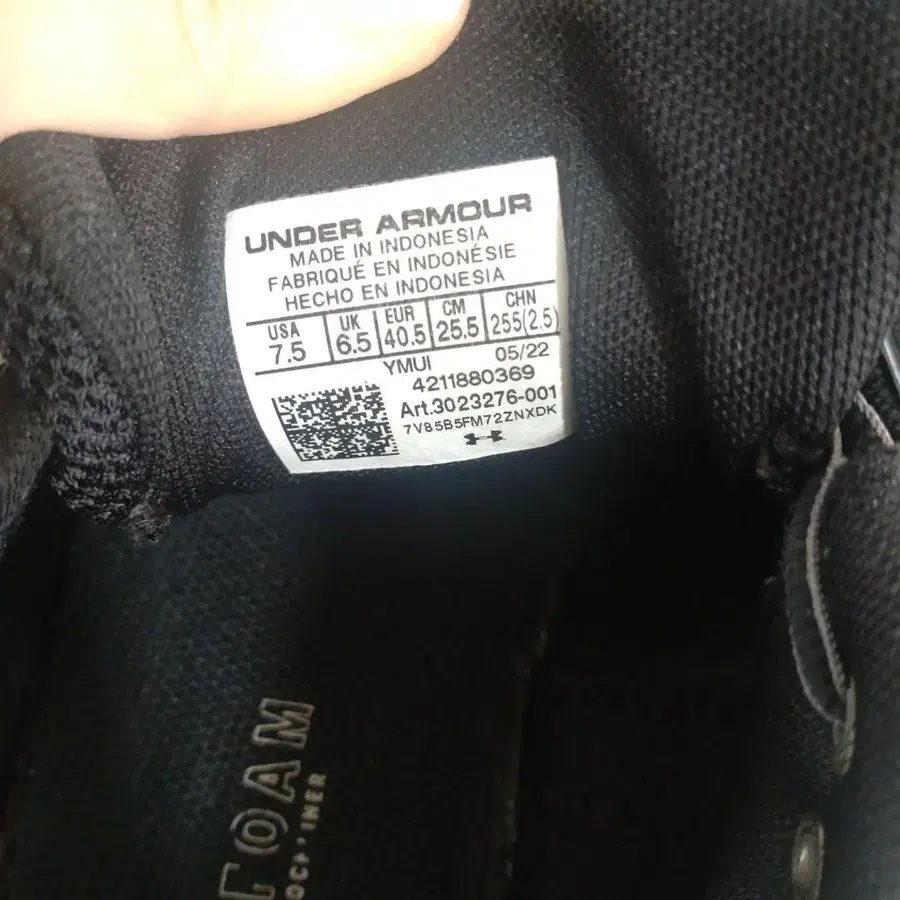 UNDER ARMOUR
MADE IN INDONESIA
FABRIQUÉ EN INDONÉSIE
HECHO EN INDONESIA
USA UK EUR CM CHN
7.5 6.5 40.5 25.5 255(2.5)
YMUI 05/22
4211880369
Art.3023276-001
7V85B5FM72ZNXDK